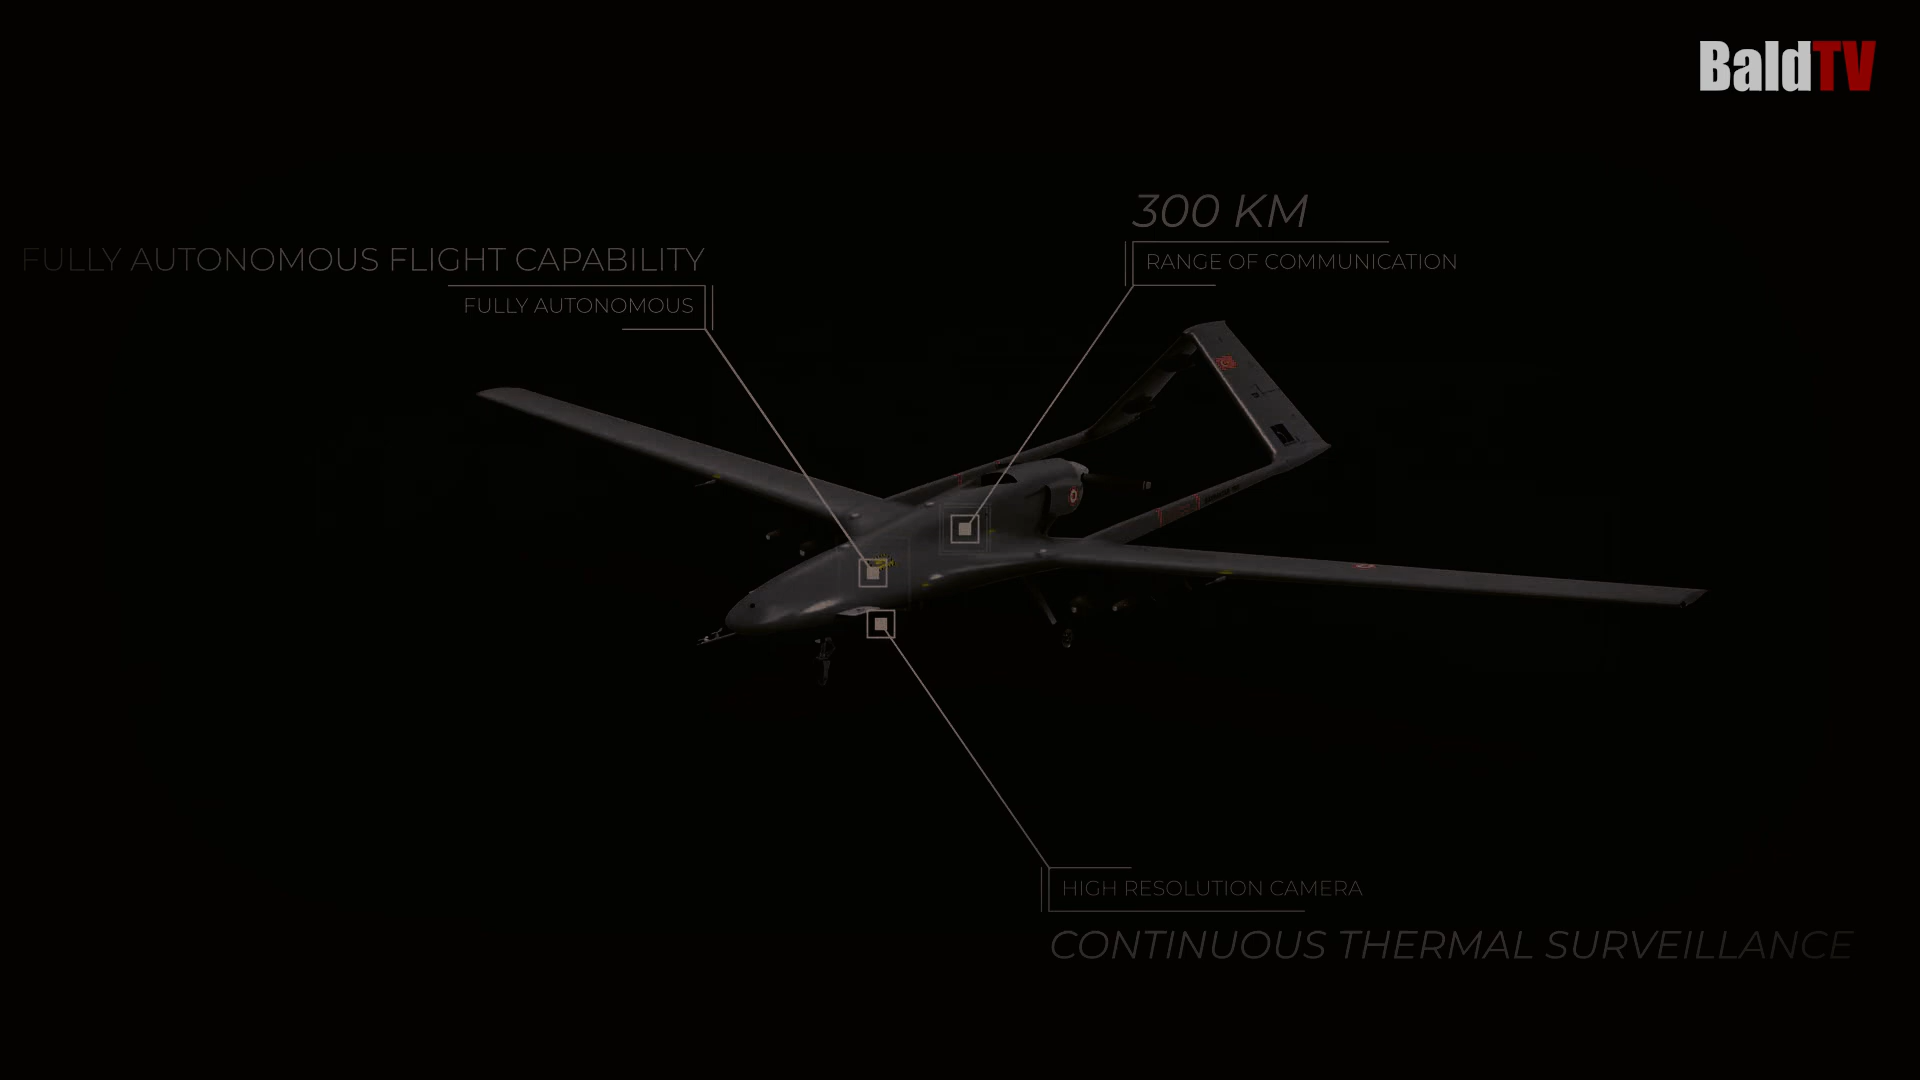 BaldTV
300 KM
RANGE OF COMMUNICATION
FULLY AUTONOMOUS FLIGHT CAPABILITY
FULLY AUTONOMOUS
HIGH RESOLUTION CAMERA
CONTINUOUS THERMAL SURVEILLANCE